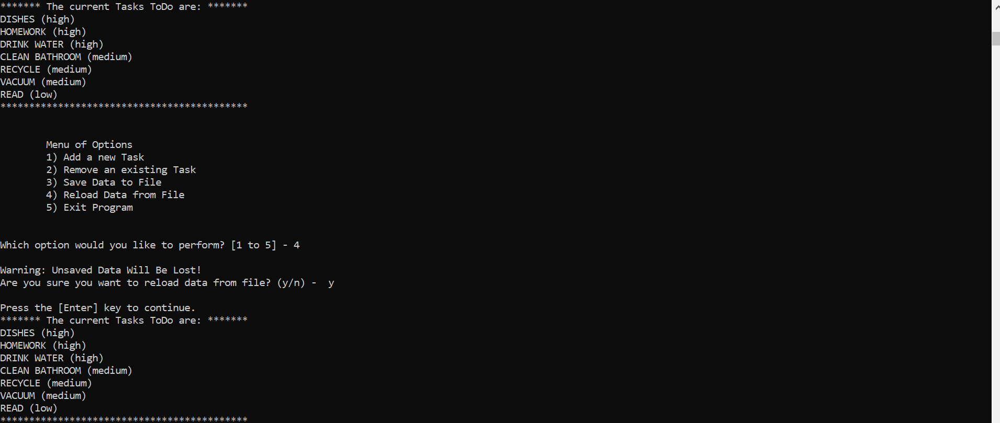 ******* The current Tasks ToDo are: *******
DISHES (high)
HOMEWORK (high)
DRINK WATER (high)
CLEAN BATHROOM (medium)
RECYCLE (medium)
VACUUM (medium)
READ (low)
*******************************************
Menu of Options
1) Add a new Task
2) Remove an existing Task
3) Save Data to File
4) Reload Data from File
5) Exit Program
Which option would you like to perform? [1 to 5] - 4
Warning: Unsaved Data Will Be Lost!
Are you sure you want to reload data from file? (y/n) -  y
Press the [Enter] key to continue.
******* The current Tasks ToDo are: *******
DISHES (high)
HOMEWORK (high)
DRINK WATER (high)
CLEAN BATHROOM (medium)
RECYCLE (medium)
VACUUM (medium)
READ (low)
*******************************************